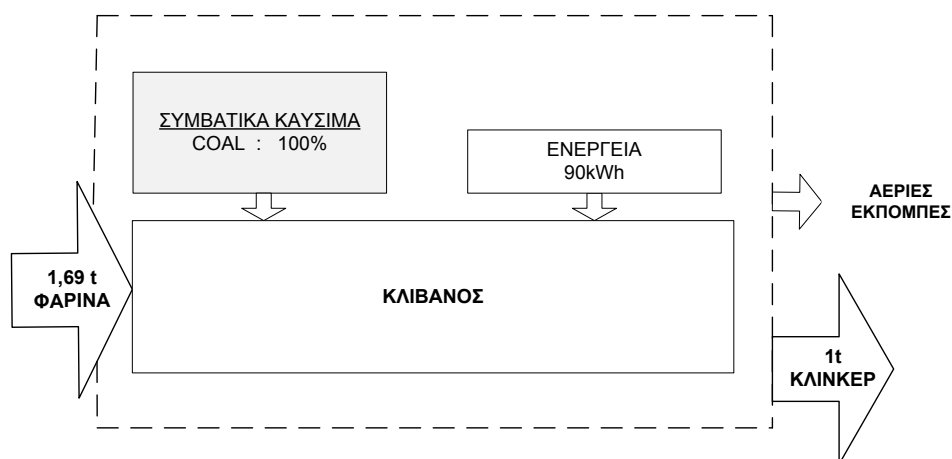 ΣΥΜΒΑΤΙΚΑ ΚΑΥΣΙΜΑ
COAL : 100%
ΕΝΕΡΓΕΙΑ
90kWh
ΑΕΡΙΕΣ
ΕΚΠΟΜΠΕΣ
1,69 t
ΦΑΡΙΝΑ
ΚΛΙΒΑΝΟΣ
1t
ΚΛΙΝΚΕΡ